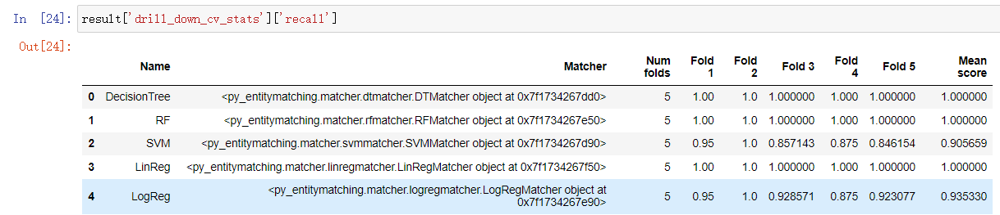 In [24]: result['drill_down_cv_stats']['recall']
Out[24]:
Name Matcher Num folds Fold 1 Fold 2 Fold 3 Fold 4 Fold 5 Mean score
0 DecisionTree <py_entitymatching.matcher.dtmatcher.DTMatcher object at 0x7f1734267dd0> 5 1.00 1.0 1.000000 1.000 1.000000 1.000000
1 RF <py_entitymatching.matcher.rfmatcher.RFMatcher object at 0x7f1734267e50> 5 1.00 1.0 1.000000 1.000 1.000000 1.000000
2 SVM <py_entitymatching.matcher.svmmatcher.SVMMatcher object at 0x7f1734267d90> 5 0.95 1.0 0.857143 0.875 0.846154 0.905659
3 LinReg <py_entitymatching.matcher.linregmatcher.LinRegMatcher object at 0x7f1734267f50> 5 1.00 1.0 1.000000 1.000 1.000000 1.000000
4 LogReg <py_entitymatching.matcher.logregmatcher.LogRegMatcher object at 0x7f1734267e90> 5 0.95 1.0 0.928571 0.875 0.923077 0.935330